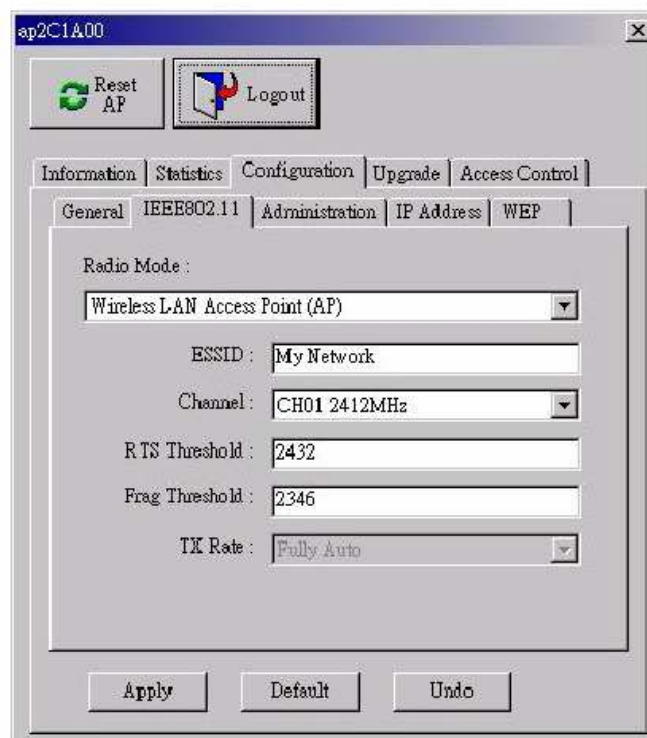 ap2C1A00
Reset AP
Logout
Information Statistics Configuration Upgrade Access Control
General IEEE802.11 Administration IP Address WEP
Radio Mode :
Wireless LAN Access Point (AP)
ESSID : My Network
Channel : CH01 2412MHz
RTS Threshold : 2432
Frag Threshold : 2346
TX Rate : Fully Auto
Apply Default Undo